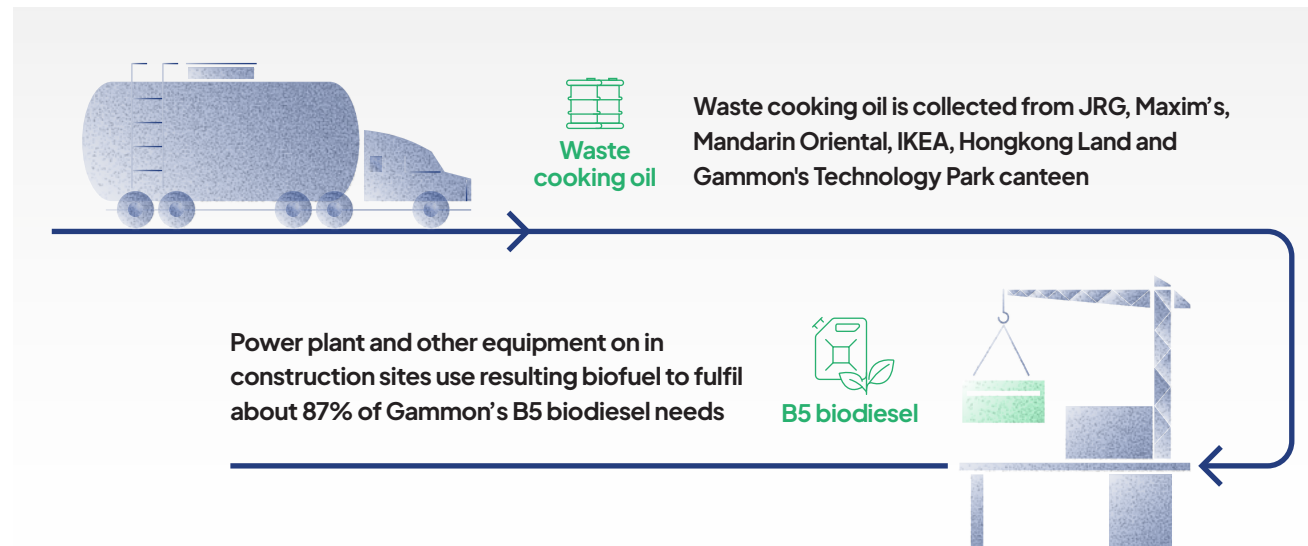 Waste
cooking oil
Waste cooking oil is collected from JRG, Maxim’s,
Mandarin Oriental, IKEA, Hongkong Land and
Gammon's Technology Park canteen
Power plant and other equipment on in
construction sites use resulting biofuel to fulfil
about 87% of Gammon’s B5 biodiesel needs
B5 biodiesel